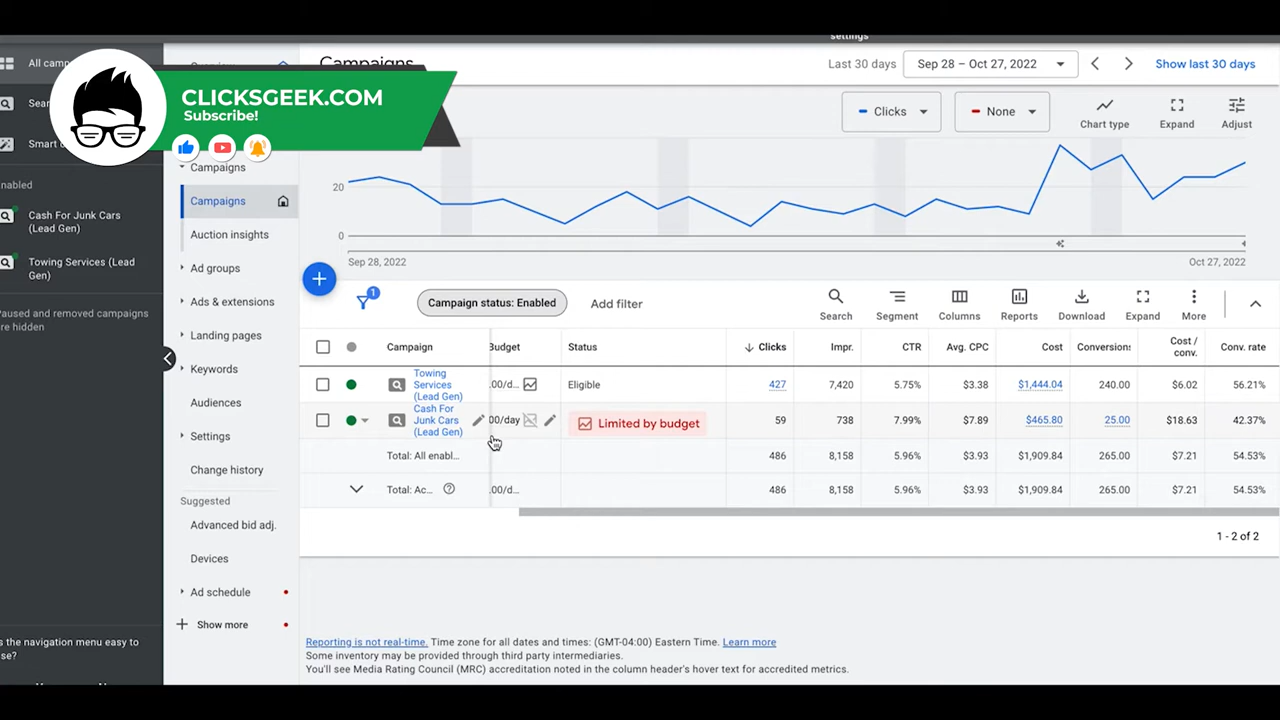 settings
All camp
Campaigns
Last 30 days
Sep 28 – Oct 27, 2022
Show last 30 days
CLICKSGEEK.COM
Subscribe!
Clicks
None
Chart type
Expand
Adjust
Sear
Smart
Enabled
Cash For Junk Cars
(Lead Gen)
Towing Services (Lead
Gen)
Paused and removed campaigns
are hidden
Campaigns
Campaigns
Auction insights
Ad groups
Ads & extensions
Landing pages
Keywords
Audiences
Settings
Change history
Suggested
Advanced bid adj.
Devices
Ad schedule
Show more
20
0
Sep 28, 2022
Oct 27, 2022
1
Campaign status: Enabled
Add filter
Search
Segment
Columns
Reports
Download
Expand
More
Campaign
Budget
Status
Clicks
Impr.
CTR
Avg. CPC
Cost
Conversions
Cost /
conv.
Conv. rate
Towing
Services
(Lead Gen)
.00/d...
Eligible
427
7,420
5.75%
$3.38
$1,444.04
240.00
$6.02
56.21%
Cash For
Junk Cars
(Lead Gen)
00/day
Limited by budget
59
738
7.99%
$7.89
$465.80
25.00
$18.63
42.37%
Total: All enabl...
486
8,158
5.96%
$3.93
$1,909.84
265.00
$7.21
54.53%
Total: Ac...
.00/d...
486
8,158
5.96%
$3.93
$1,909.84
265.00
$7.21
54.53%
1 - 2 of 2
Reporting is not real-time. Time zone for all dates and times: (GMT-04:00) Eastern Time. Learn more
Some inventory may be provided through third party intermediaries.
You'll see Media Rating Council (MRC) accreditation noted in the column header's hover text for accredited metrics.
s the navigation menu easy to
se?